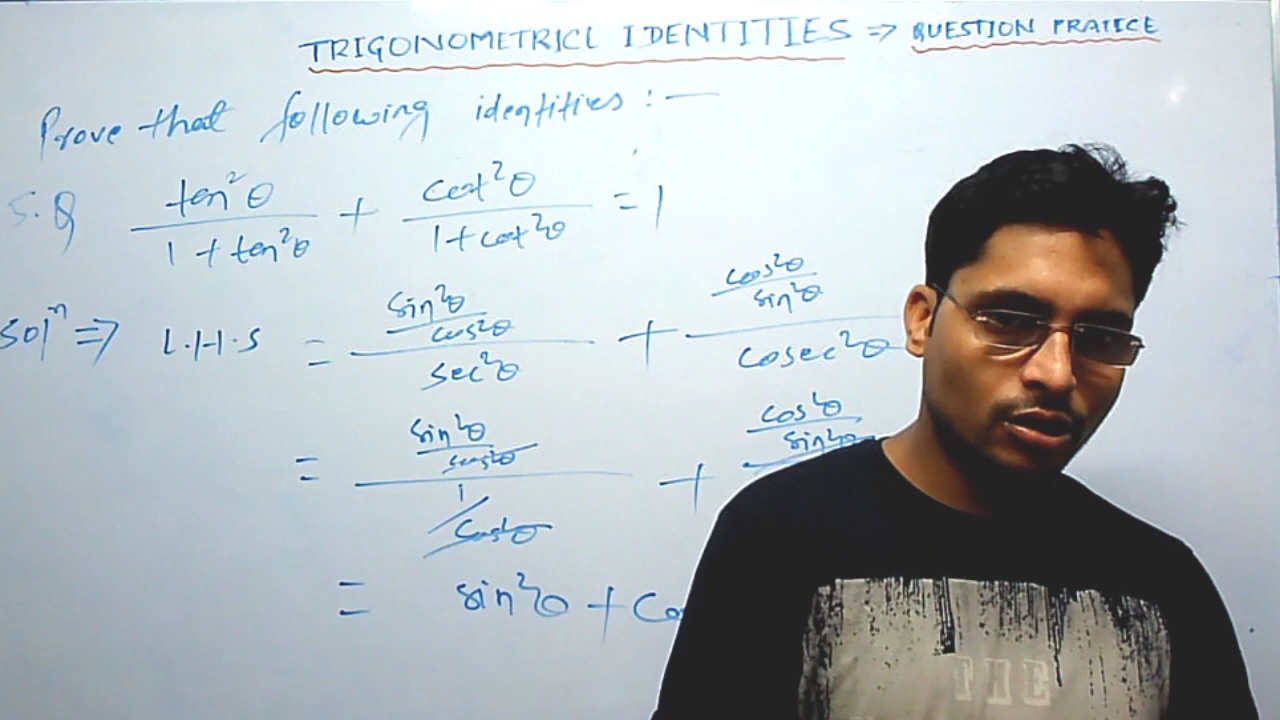 TRIGONOMETRICL IDENTITIES ⇒ QUESTION PRATICE
Prove that following identities : —
5.Q tan²θ / 1 + tan²θ + cot²θ / 1 + cot²θ = 1
Solⁿ ⇒ L.H.S = sin²θ/cos²θ / sec²θ + cos²θ/sin²θ / cosec²θ
= sin²θ/cos²θ / 1/cos²θ + cos²θ/sin²θ
= sin²θ + co
THE